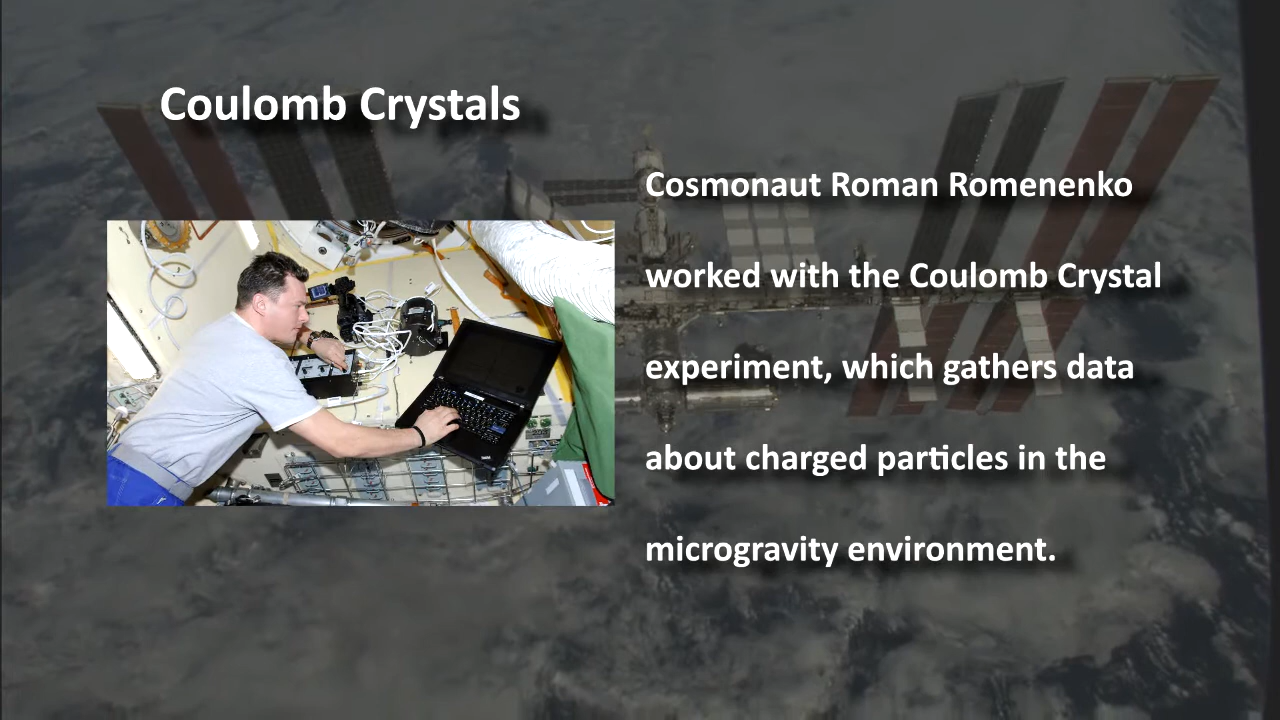 Coulomb Crystals
Cosmonaut Roman Romenenko
worked with the Coulomb Crystal
experiment, which gathers data
about charged particles in the
microgravity environment.